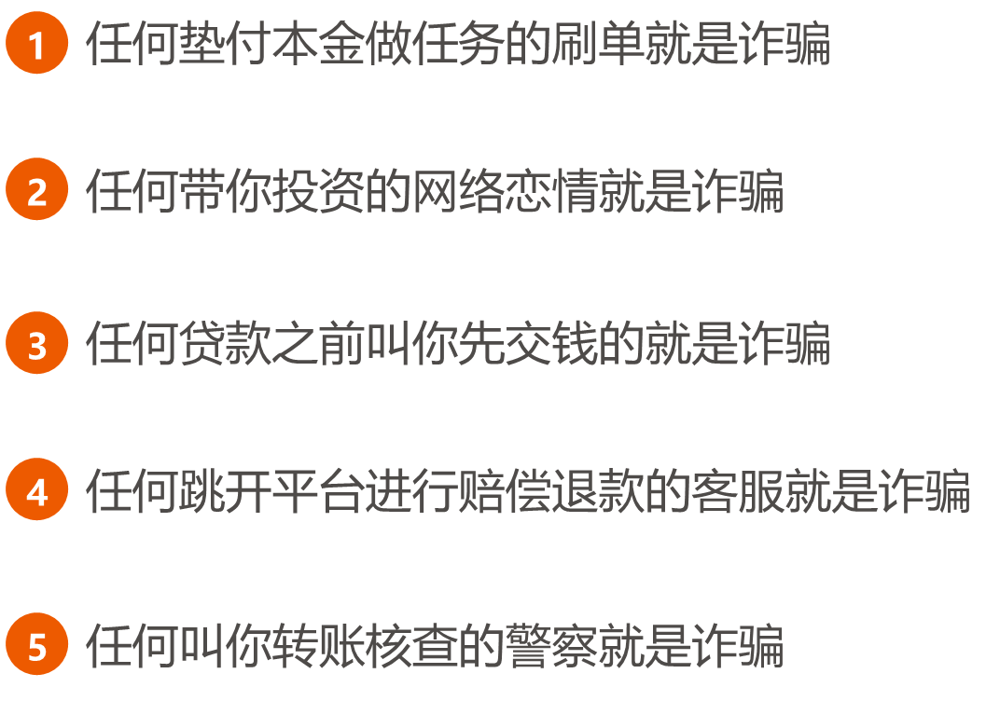 1 任何垫付本金做任务的刷单就是诈骗
2 任何带你投资的网络恋情就是诈骗
3 任何贷款之前叫你先交钱的就是诈骗
4 任何跳开平台进行赔偿退款的客服就是诈骗
5 任何叫你转账核查的警察就是诈骗